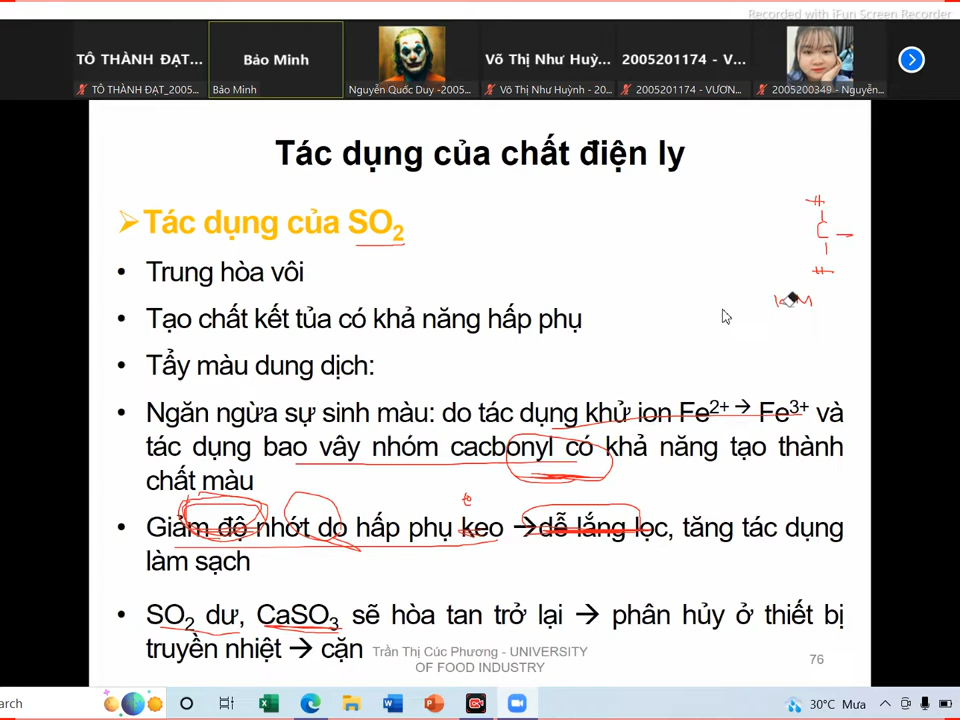 Recorded with iFun Screen Recorder
TÔ THÀNH ĐẠT...
Bảo Minh
Võ Thị Như Huỳ...
2005201174 - V...
TÔ THÀNH ĐẠT_2005...
Bảo Minh
Nguyễn Quốc Duy -2005...
Võ Thị Như Huỳnh - 20...
2005201174 - VƯƠN...
2005200349 - Nguyễn...
Tác dụng của chất điện ly
➢ Tác dụng của SO₂
• Trung hòa vôi
• Tạo chất kết tủa có khả năng hấp phụ
• Tẩy màu dung dịch:
• Ngăn ngừa sự sinh màu: do tác dụng khử ion Fe²⁺ → Fe³⁺ và
tác dụng bao vây nhóm cacbonyl có khả năng tạo thành
chất màu
• Giảm độ nhớt do hấp phụ keo → dễ lắng lọc, tăng tác dụng
làm sạch
• SO₂ dư, CaSO₃ sẽ hòa tan trở lại → phân hủy ở thiết bị
truyền nhiệt → cặn
Trần Thị Cúc Phương - UNIVERSITY
OF FOOD INDUSTRY
76
arch
30°C Mưa